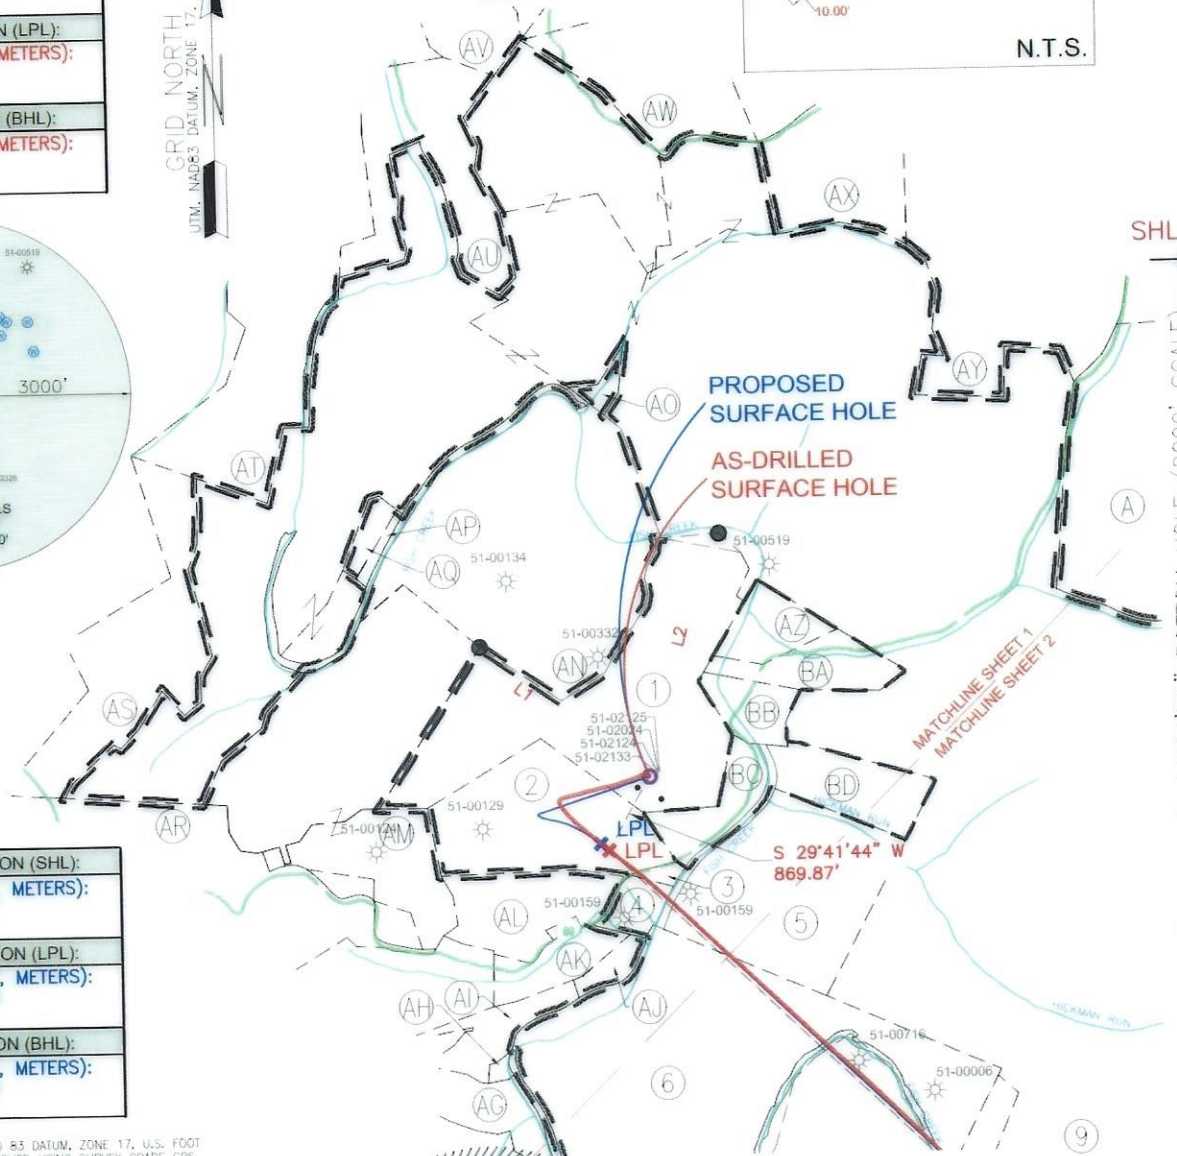 N (LPL):
METERS):
(BHL):
METERS):
GRID NORTH
UTM, NAD83 DATUM, ZONE 17,
N
10.00'
N.T.S.
51-00519
3000'
AV
AW
AX
AU
SHL
AY
PROPOSED
SURFACE HOLE
AO
AS-DRILLED
SURFACE HOLE
AT
A
AP
51-00134
AQ
51-00519
AZ
51-00332
L2
AN
BA
L1
1
MATCHLINE SHEET 1
MATCHLINE SHEET 2
AS
BB
51-02125
51-02024
51-02124
51-02133
2
BC
BD
HICKMAN RUN
AR
51-00129
AM
LPL
LPL
S 29°41'44" W
869.87'
3
51-00159
51-00159
4
5
AL
AK
AI
AH
AJ
HICKMAN RUN
51-00716
51-00006
6
AG
9
ON (SHL):
METERS):
ON (LPL):
, METERS):
ON (BHL):
, METERS):
83 DATUM, ZONE 17, U.S. FOOT